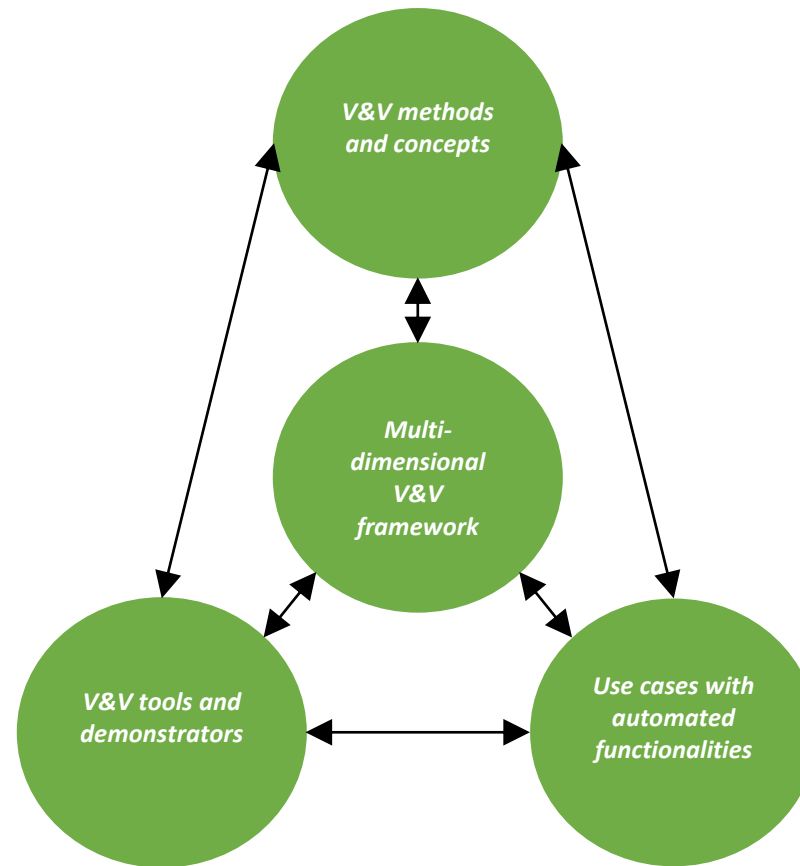 V&V methods
and concepts
Multi-
dimensional
V&V
framework
V&V tools and
demonstrators
Use cases with
automated
functionalities